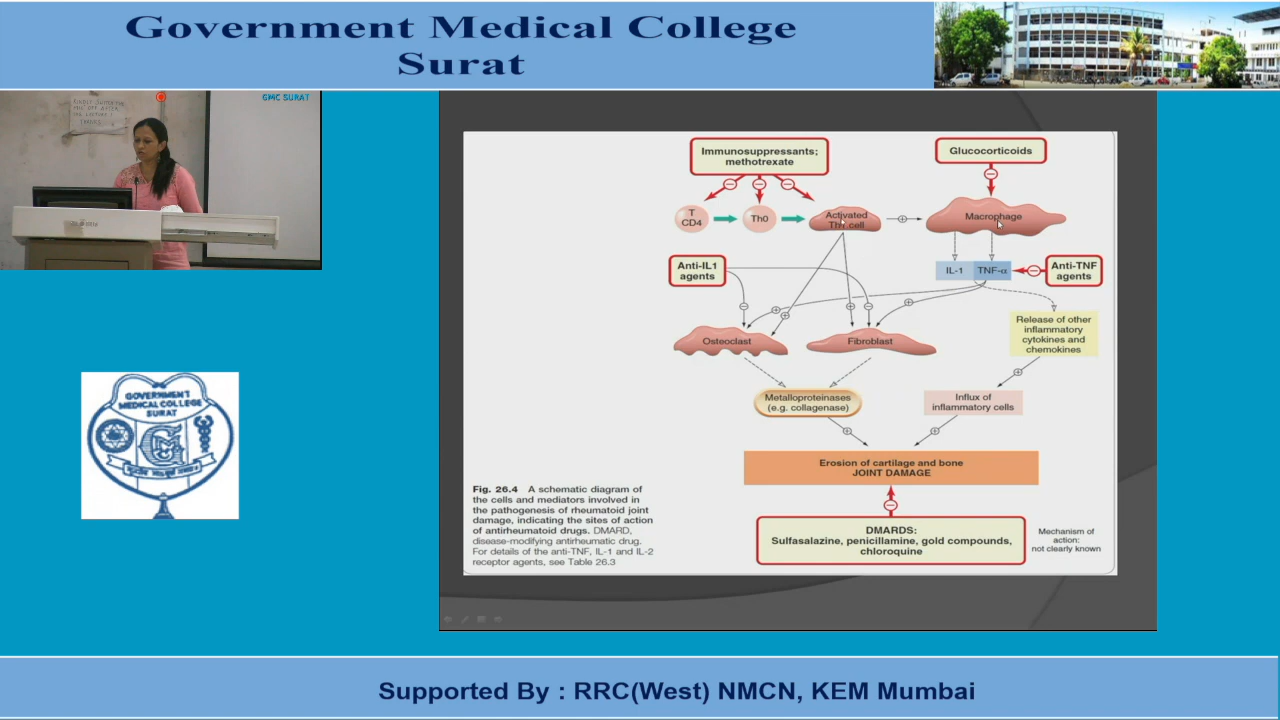 Government Medical College
Surat
GMC SURAT
GOVERNMENT
MEDICAL COLLEGE
SURAT
Immunosuppressants;
methotrexate
Glucocorticoids
T
CD4
Th0
Activated
Th1 cell
Macrophage
Anti-IL1
agents
IL-1
TNF-α
Anti-TNF
agents
Osteoclast
Fibroblast
Release of other
inflammatory
cytokines and
chemokines
Metalloproteinases
(e.g. collagenase)
Influx of
inflammatory cells
Erosion of cartilage and bone
JOINT DAMAGE
DMARDS:
Sulfasalazine, penicillamine, gold compounds,
chloroquine
Mechanism of
action:
not clearly known
Fig. 26.4 A schematic diagram of
the cells and mediators involved in
the pathogenesis of rheumatoid joint
damage, indicating the sites of action
of antirheumatoid drugs. DMARD,
disease-modifying antirheumatic drug.
For details of the anti-TNF, IL-1 and IL-2
receptor agents, see Table 26.3
Supported By : RRC(West) NMCN, KEM Mumbai